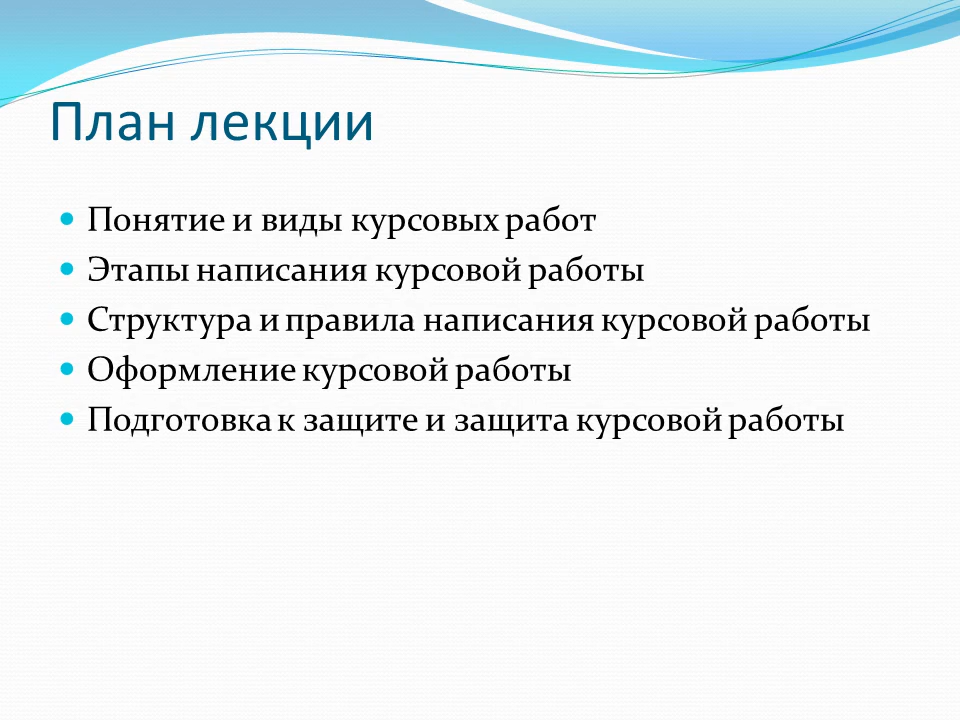 План лекции
Понятие и виды курсовых работ
Этапы написания курсовой работы
Структура и правила написания курсовой работы
Оформление курсовой работы
Подготовка к защите и защита курсовой работы